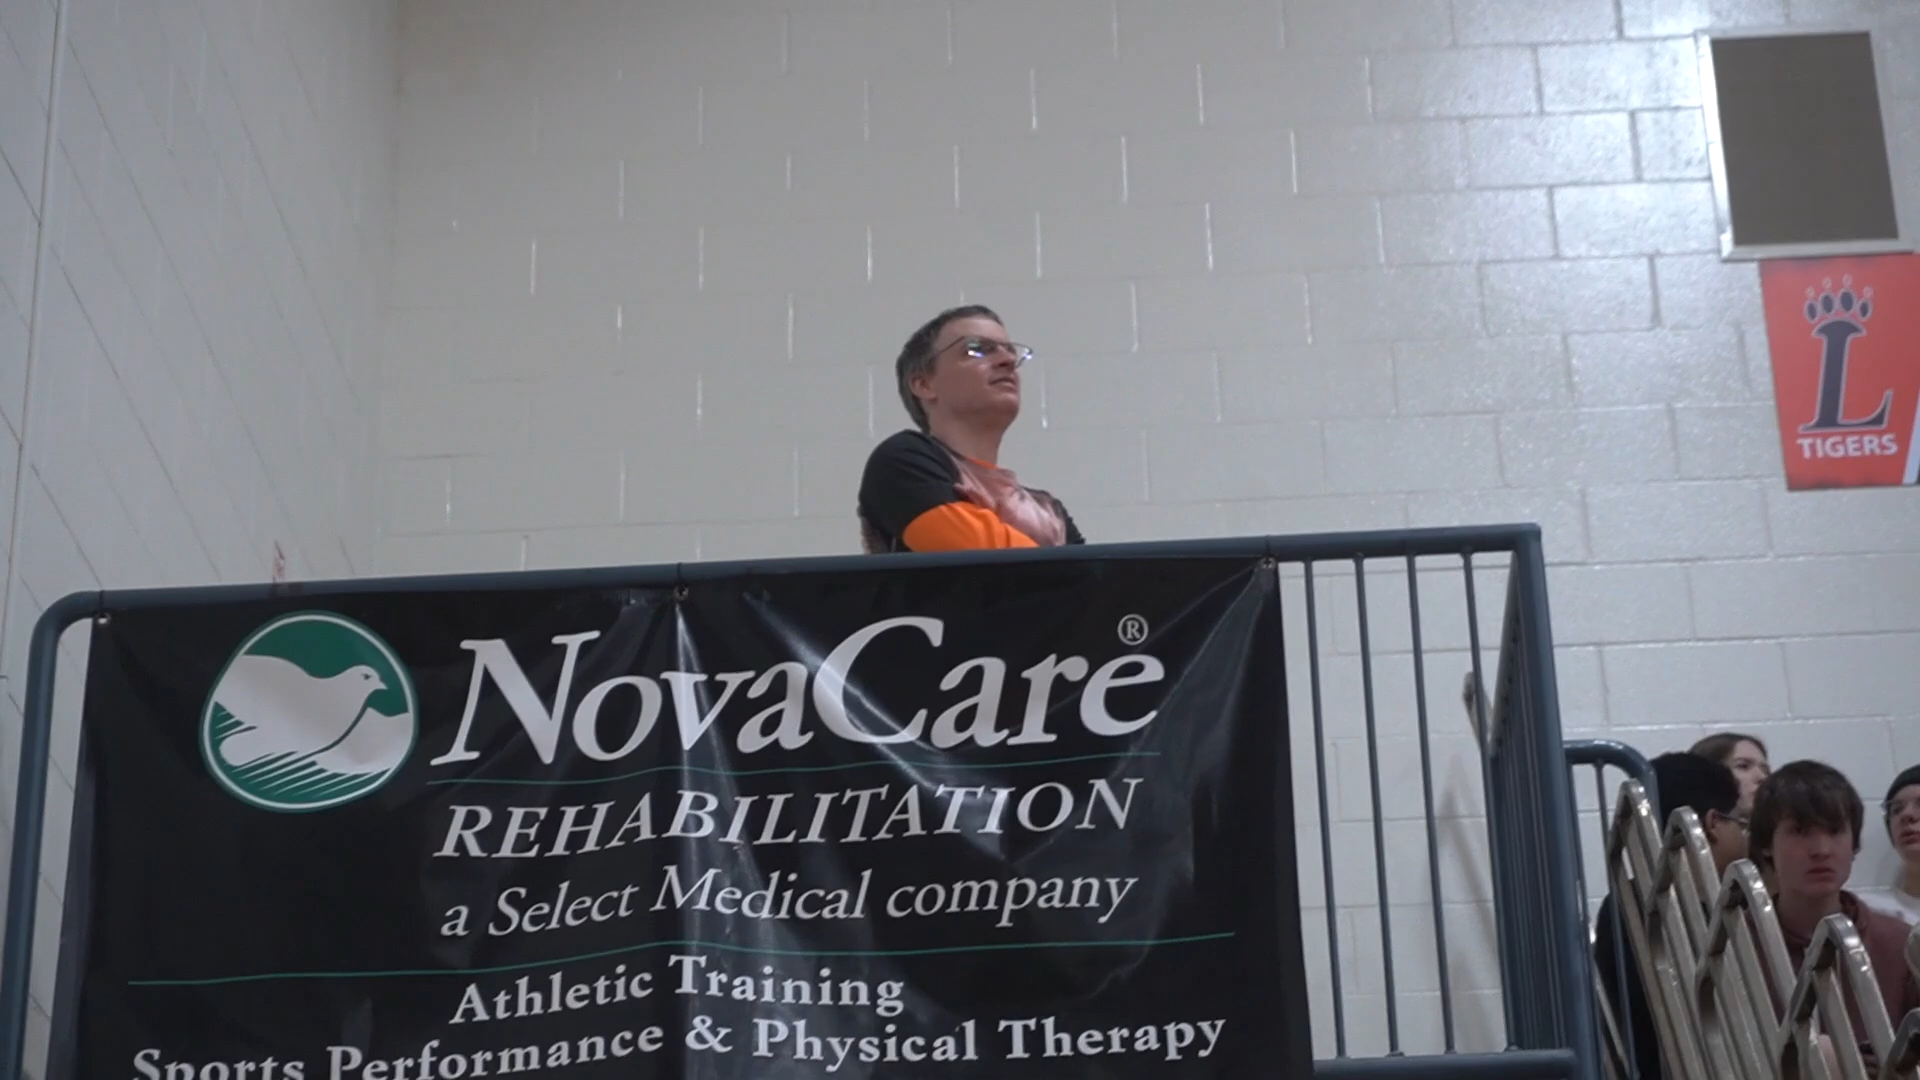 NovaCare®
REHABILITATION
a Select Medical company
Athletic Training
Sports Performance & Physical Therapy
L
TIGERS